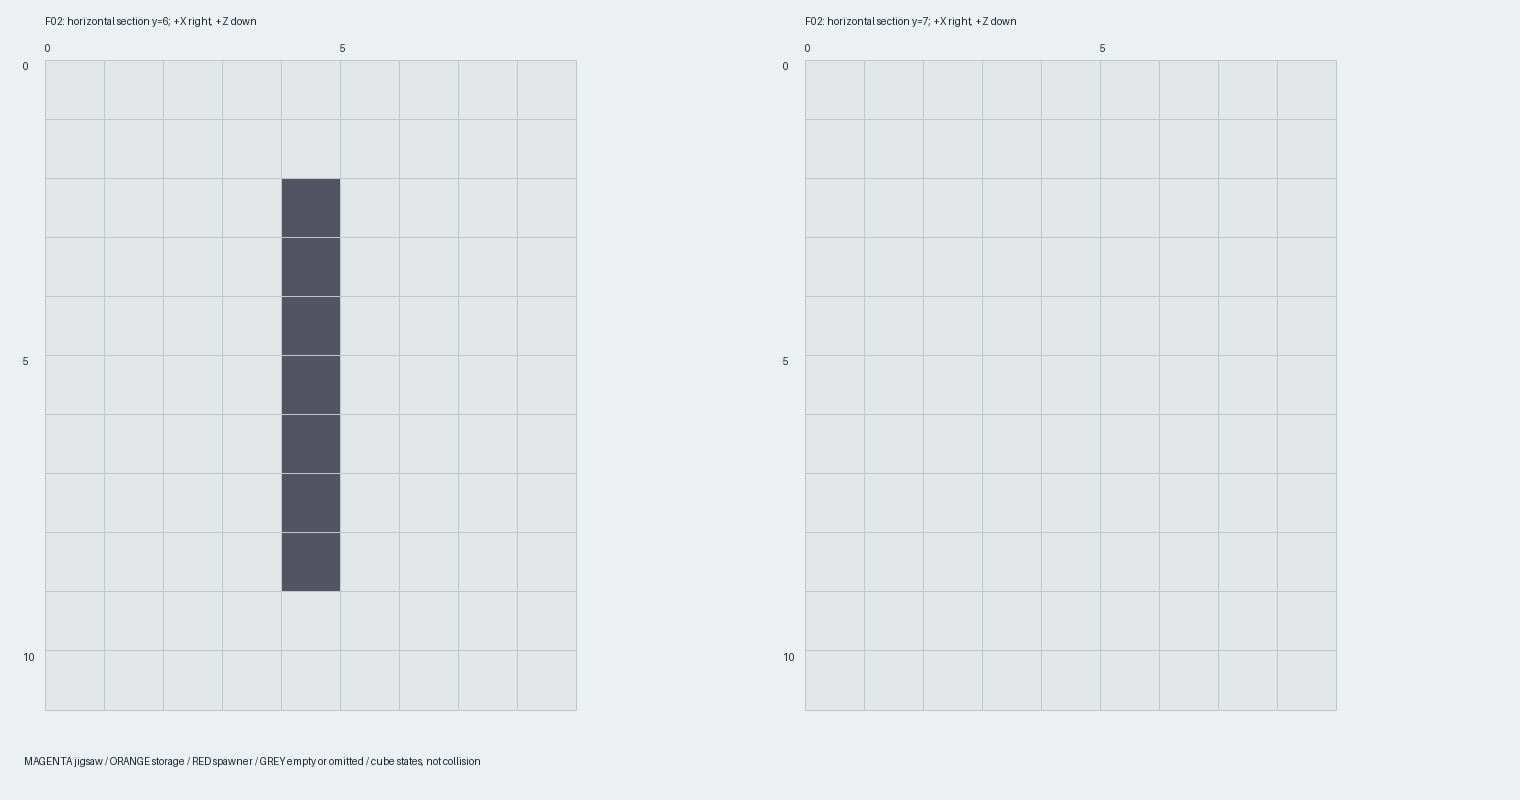 F02: horizontal section y=6; +X right, +Z down
F02: horizontal section y=7; +X right, +Z down
0 5
0 5
0
0
5
5
10
10
MAGENTA jigsaw / ORANGE storage / RED spawner / GREY empty or omitted / cube states, not collision